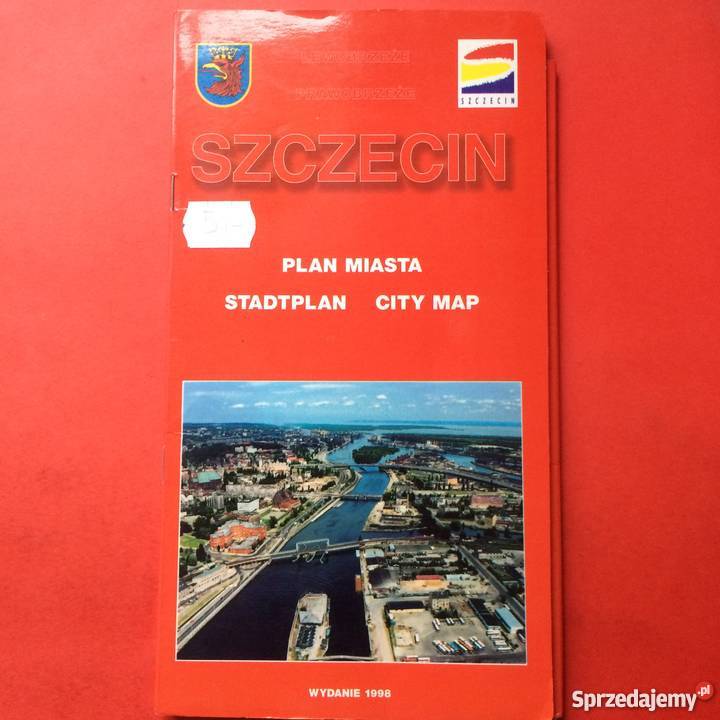 LEWOBRZEŻE
PRAWOBRZEŻE
SZCZECIN
SZCZECIN
PLAN MIASTA
STADTPLAN CITY MAP
WYDANIE 1998
Sprzedajemy.pl